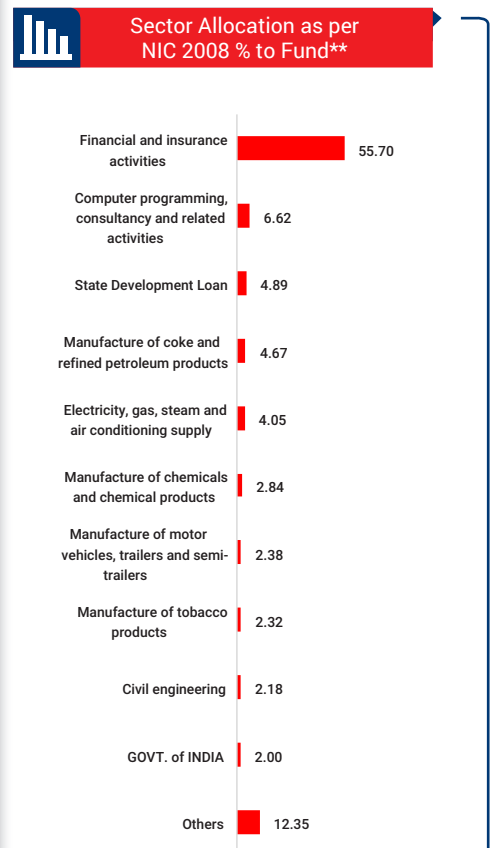 Sector Allocation as per
NIC 2008 % to Fund**
Financial and insurance
activities
55.70
Computer programming,
consultancy and related
activities
6.62
State Development Loan
4.89
Manufacture of coke and
refined petroleum products
4.67
Electricity, gas, steam and
air conditioning supply
4.05
Manufacture of chemicals
and chemical products
2.84
Manufacture of motor
vehicles, trailers and semi-
trailers
2.38
Manufacture of tobacco
products
2.32
Civil engineering
2.18
GOVT. of INDIA
2.00
Others
12.35